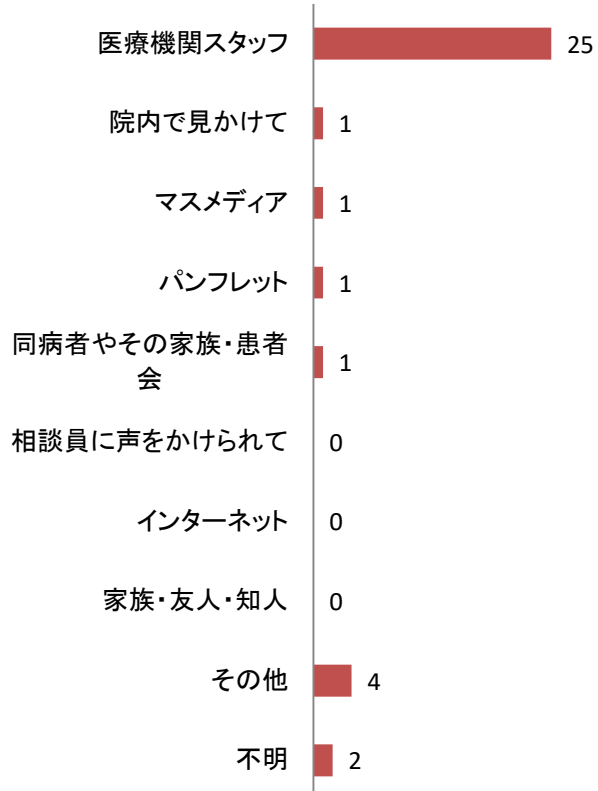 医療機関スタッフ 25
院内で見かけて 1
マスメディア 1
パンフレット 1
同病者やその家族・患者
会 1
相談員に声をかけられて 0
インターネット 0
家族・友人・知人 0
その他 4
不明 2